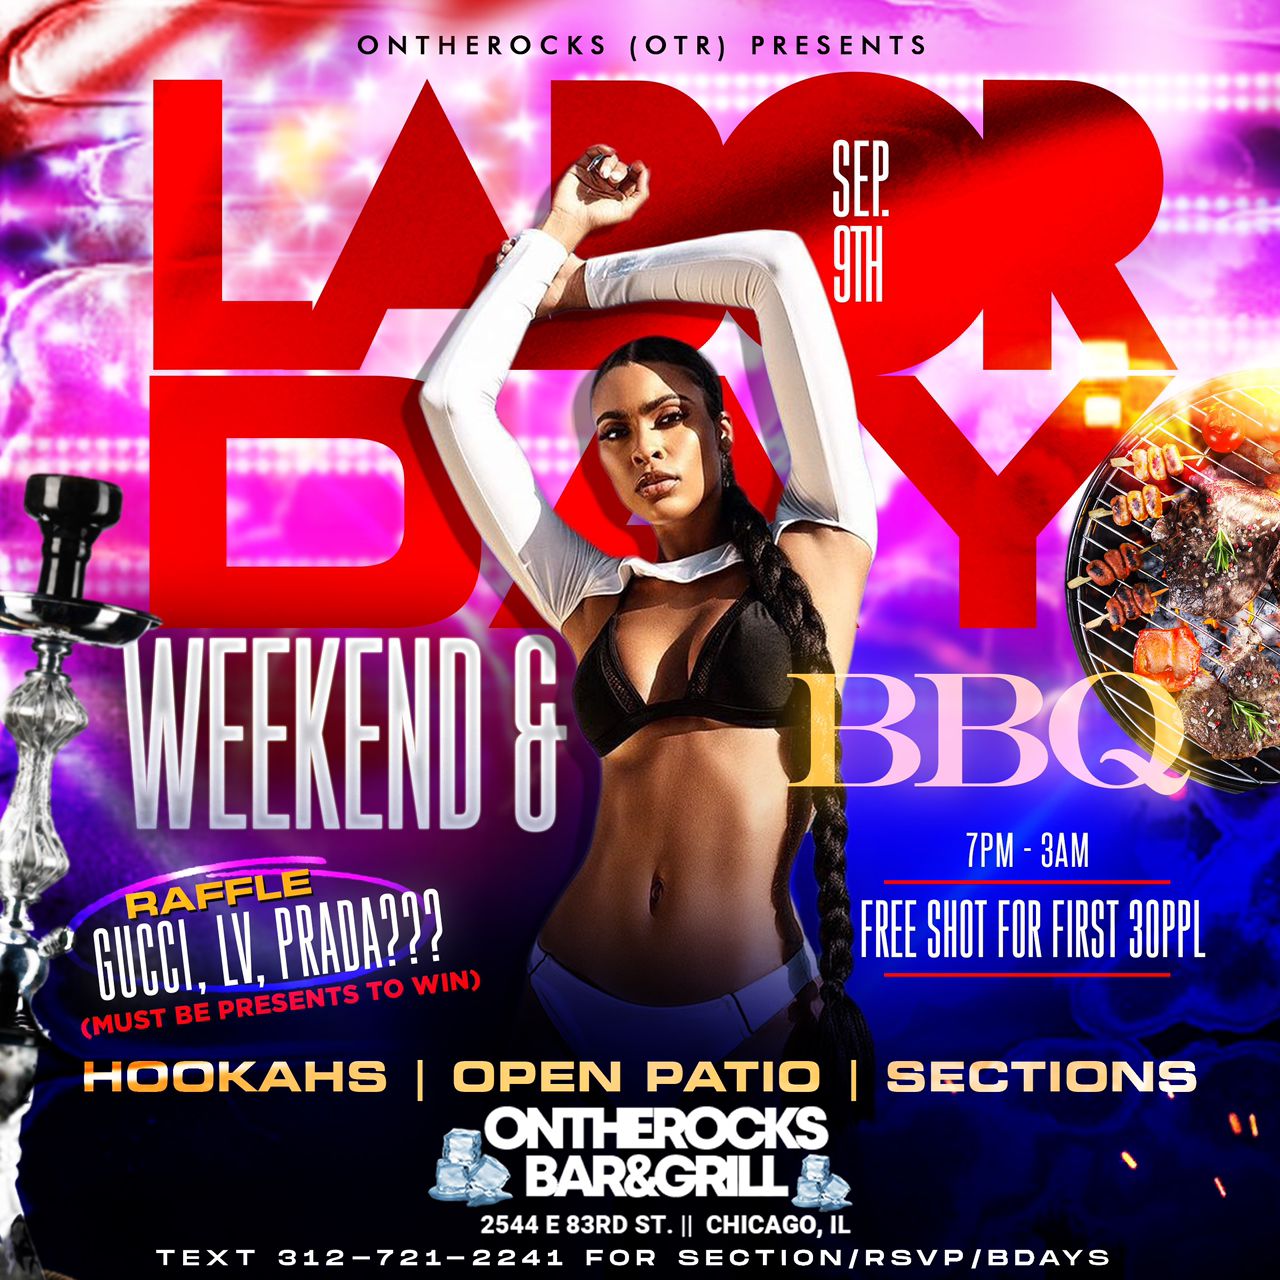 ONTHEROCKS (OTR) PRESENTS
LABOR
SEP.
9TH
DAY
WEEKEND &
BBQ
7PM - 3AM
FREE SHOT FOR FIRST 30PPL
RAFFLE
GUCCI, LV, PRADA???
(MUST BE PRESENTS TO WIN)
HOOKAHS | OPEN PATIO | SECTIONS
ONTHEROCKS
BAR&GRILL
2544 E 83RD ST. || CHICAGO, IL
TEXT 312-721-2241 FOR SECTION/RSVP/BDAYS